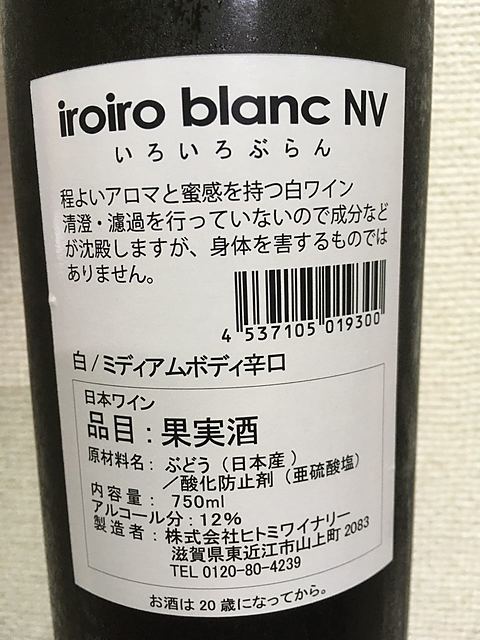 iroiro blanc NV
いろいろぶらん
程よいアロマと蜜感を持つ白ワイン
清澄・濾過を行っていないので成分など
が沈殿しますが、身体を害するものでは
ありません。
4 537105 019300
白/ミディアムボディ辛口
日本ワイン
品目:果実酒
原材料名:ぶどう(日本産)
/酸化防止剤(亜硫酸塩)
内容量:750ml
アルコール分:12%
製造者:株式会社ヒトミワイナリー
滋賀県東近江市山上町2083
TEL 0120-80-4239
お酒は20歳になってから。